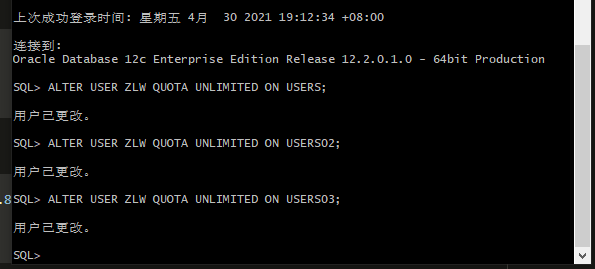 上次成功登录时间: 星期五 4月  30 2021 19:12:34 +08:00
连接到:
Oracle Database 12c Enterprise Edition Release 12.2.0.1.0 - 64bit Production
SQL> ALTER USER ZLW QUOTA UNLIMITED ON USERS;
用户已更改。
SQL> ALTER USER ZLW QUOTA UNLIMITED ON USERS02;
用户已更改。
.8
SQL> ALTER USER ZLW QUOTA UNLIMITED ON USERS03;
用户已更改。
SQL>